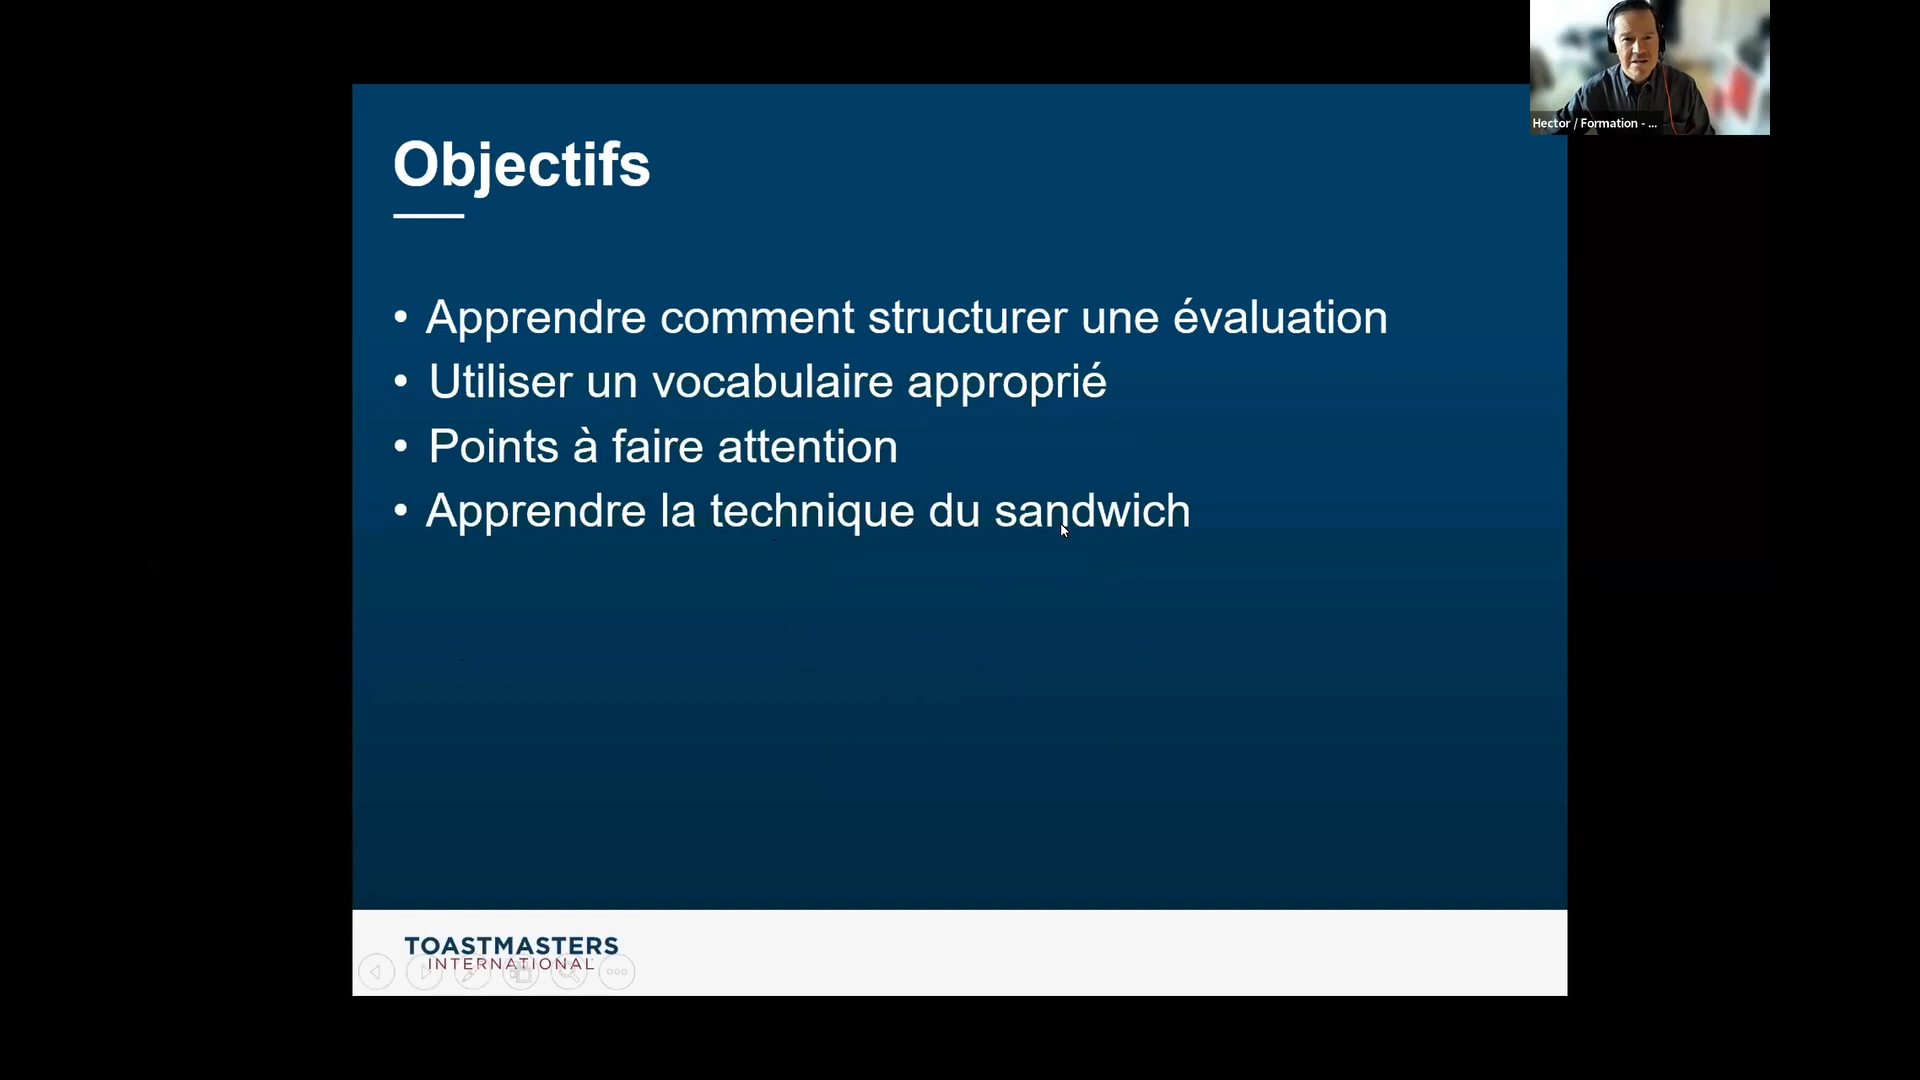 Hector / Formation - ...
Objectifs
• Apprendre comment structurer une évaluation
• Utiliser un vocabulaire approprié
• Points à faire attention
• Apprendre la technique du sandwich
TOASTMASTERS
INTERNATIONAL